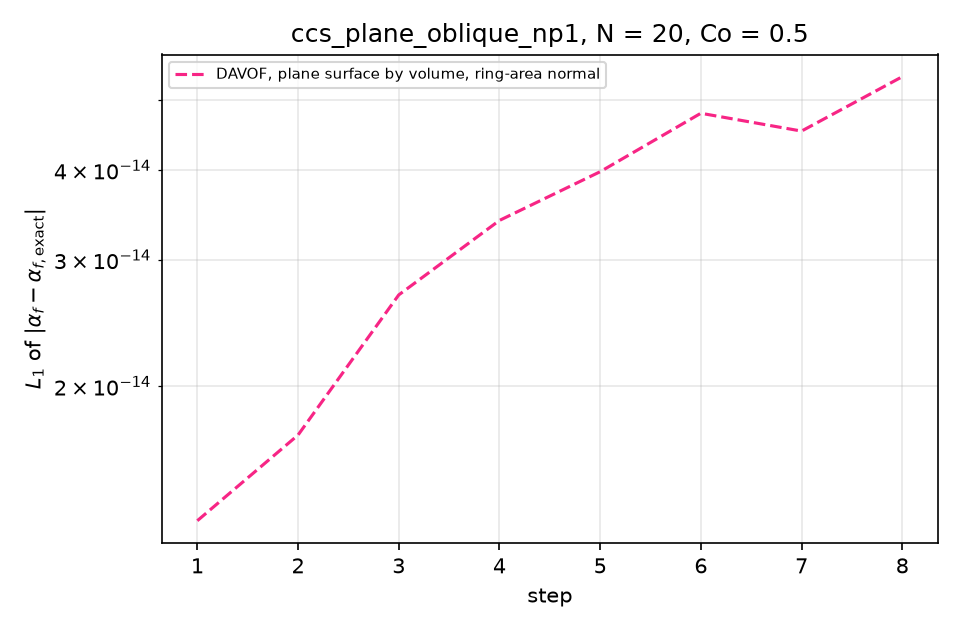 ccs_plane_oblique_np1, N = 20, Co = 0.5
DAVOF, plane surface by volume, ring-area normal
4 × 10⁻¹⁴
3 × 10⁻¹⁴
2 × 10⁻¹⁴
L₁ of |α_f − α_{f,exact}|
1 2 3 4 5 6 7 8
step